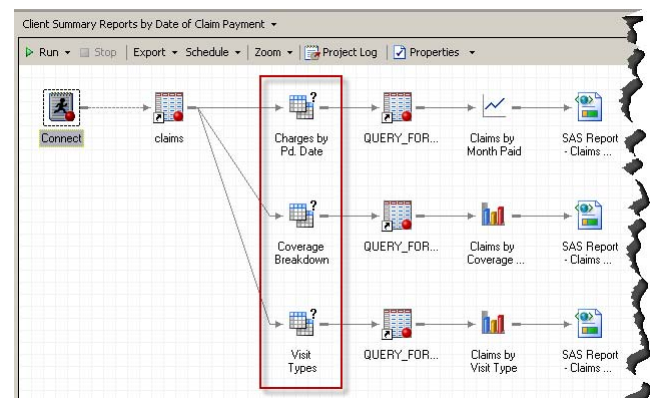 Client Summary Reports by Date of Claim Payment
Run Stop Export Schedule Zoom Project Log Properties
Connect claims Charges by QUERY_FOR... Claims by SAS Report
Pd. Date Month Paid - Claims ...
Coverage QUERY_FOR... Claims by SAS Report
Breakdown Coverage ... - Claims ...
Visit QUERY_FOR... Claims by SAS Report
Types Visit Type - Claims ...